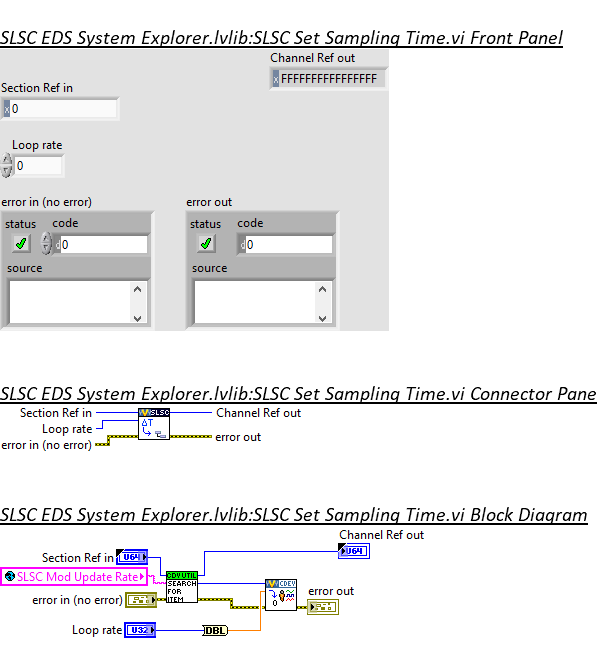 SLSC EDS System Explorer.lvlib:SLSC Set Sampling Time.vi Front Panel
Channel Ref out
x FFFFFFFFFFFFFFFF
Section Ref in
x 0
Loop rate
0
error in (no error)
error out
status code
d 0
source
status code
d 0
source
SLSC EDS System Explorer.lvlib:SLSC Set Sampling Time.vi Connector Pane
Section Ref in
Loop rate
error in (no error)
SLSC
ΔT
Channel Ref out
error out
SLSC EDS System Explorer.lvlib:SLSC Set Sampling Time.vi Block Diagram
Channel Ref out
U64
Section Ref in
U64
SLSC Mod Update Rate
CDV UTIL
SEARCH
FOR
ITEM
CDEV
0
error in (no error)
error out
Loop rate
U32
DBL